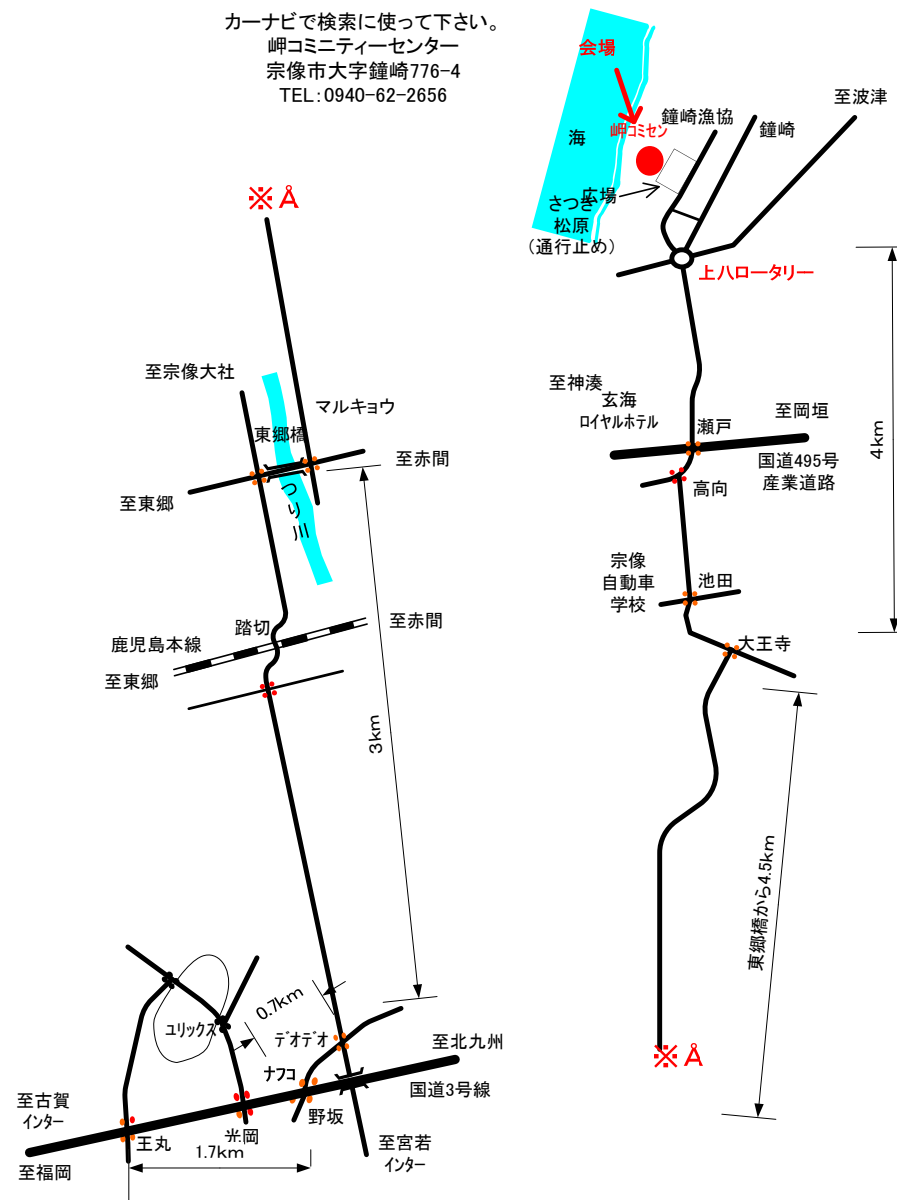 カーナビで検索に使って下さい。
岬コミニティーセンター
宗像市大字鐘崎776-4
TEL:0940-62-2656
会場
至波津
鐘崎漁協
鐘崎
岬コミセン
海
広場
さつき
松原
(通行止め)
上八ロータリー
※Å
至宗像大社
マルキョウ
東郷橋
至赤間
至東郷
つり川
踏切
至赤間
鹿児島本線
至東郷
3km
至神湊
玄海
ロイヤルホテル
瀬戸
至岡垣
国道495号
産業道路
高向
4km
宗像
自動車
学校
池田
大王寺
東郷橋から4.5km
※Å
ユリックス
0.7km
デオデオ
ナフコ
至北九州
国道3号線
至古賀
インター
至福岡
王丸
光岡
野坂
至宮若
インター
1.7km